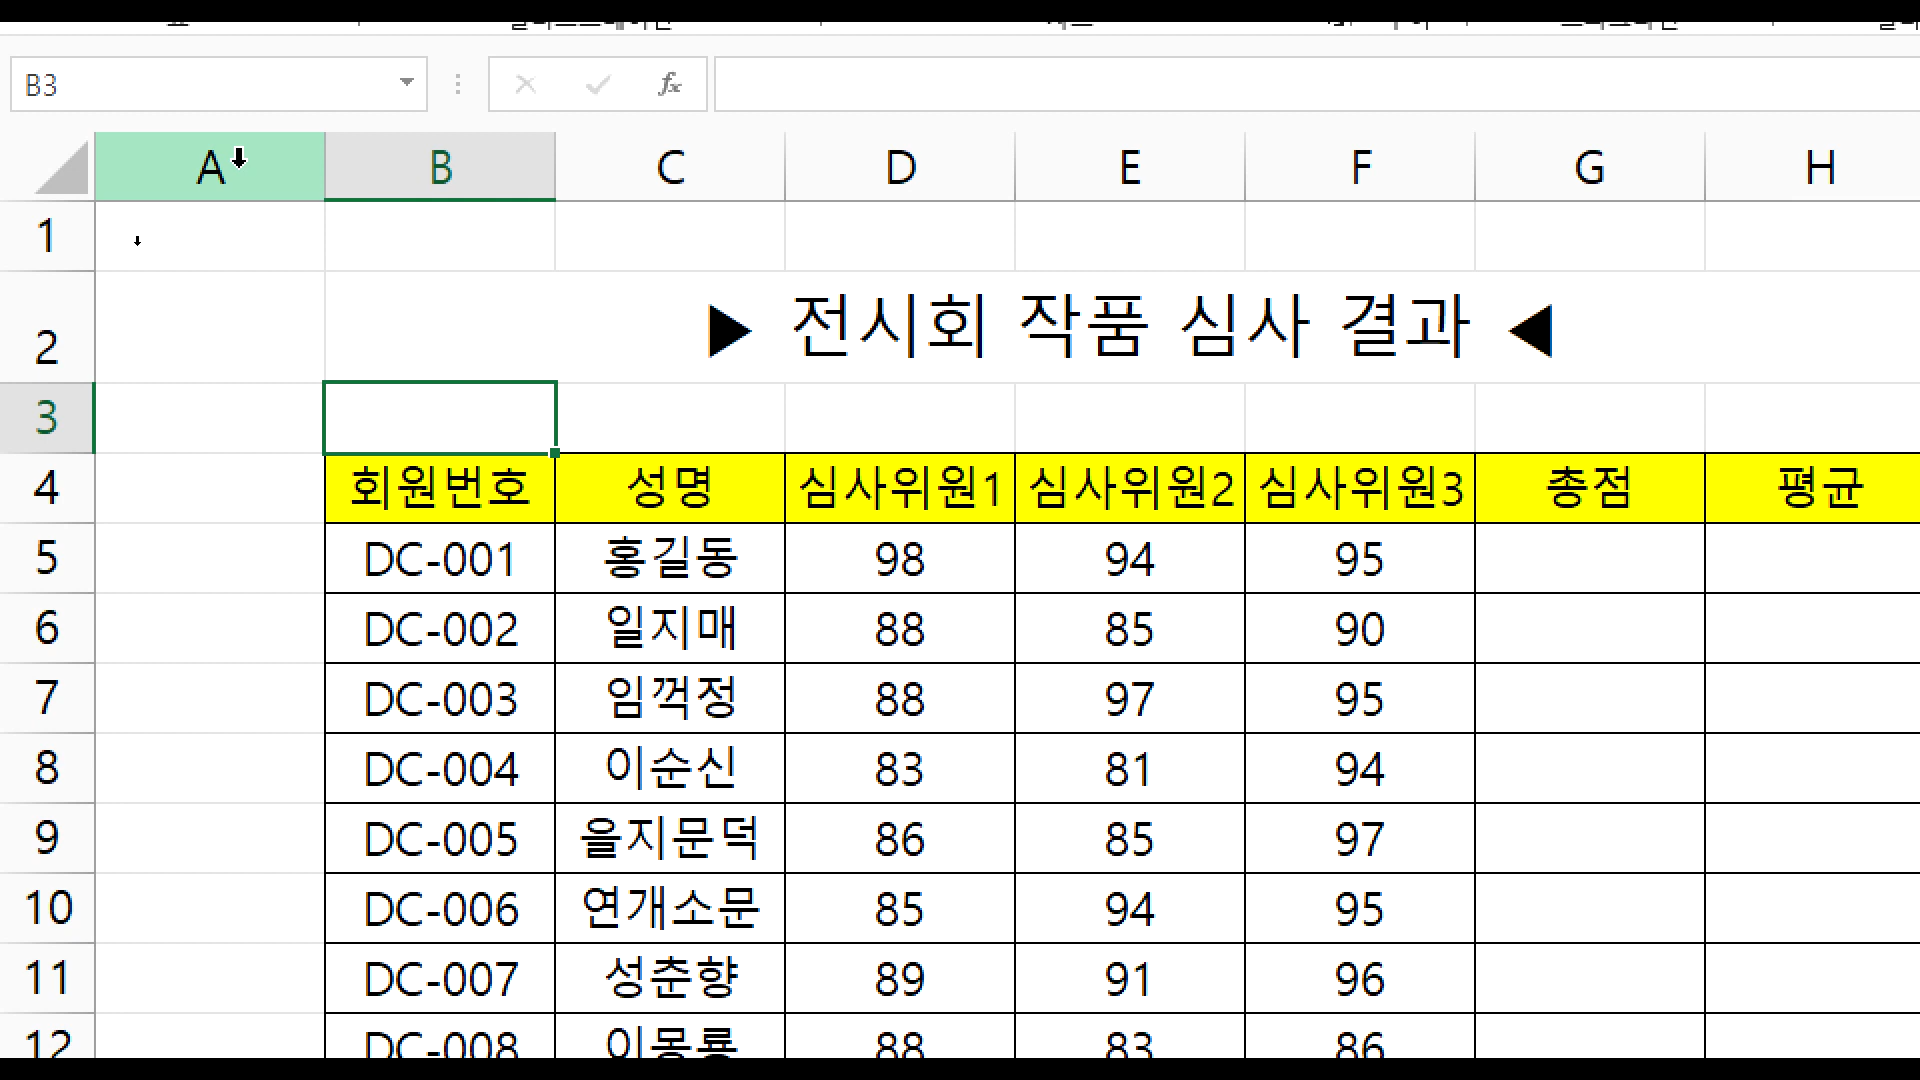 B3
fx
A B C D E F G H
1
2 ▶ 전시회 작품 심사 결과 ◀
3
4 회원번호 성명 심사위원1 심사위원2 심사위원3 총점 평균
5 DC-001 홍길동 98 94 95
6 DC-002 일지매 88 85 90
7 DC-003 임꺽정 88 97 95
8 DC-004 이순신 83 81 94
9 DC-005 을지문덕 86 85 97
10 DC-006 연개소문 85 94 95
11 DC-007 성춘향 89 91 96
12 DC-008 이몽룡 88 83 86